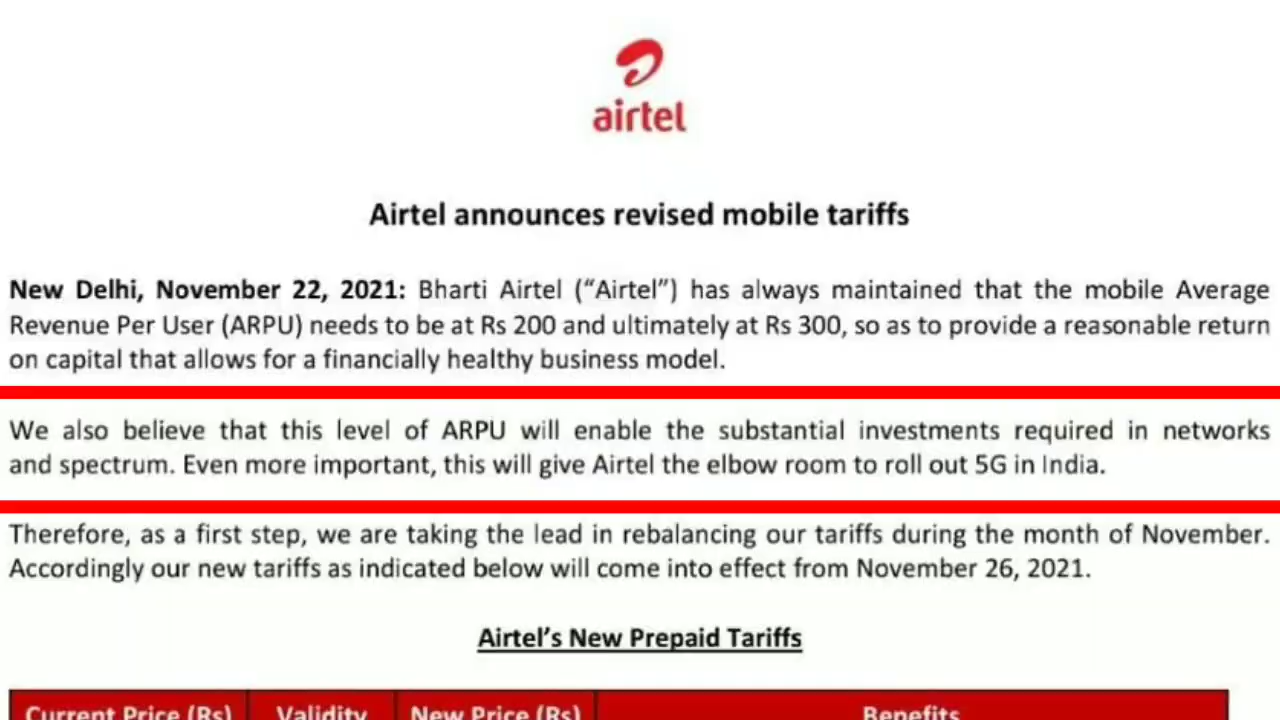 airtel
Airtel announces revised mobile tariffs
New Delhi, November 22, 2021: Bharti Airtel (“Airtel”) has always maintained that the mobile Average
Revenue Per User (ARPU) needs to be at Rs 200 and ultimately at Rs 300, so as to provide a reasonable return
on capital that allows for a financially healthy business model.
We also believe that this level of ARPU will enable the substantial investments required in networks
and spectrum. Even more important, this will give Airtel the elbow room to roll out 5G in India.
Therefore, as a first step, we are taking the lead in rebalancing our tariffs during the month of November.
Accordingly our new tariffs as indicated below will come into effect from November 26, 2021.
Airtel’s New Prepaid Tariffs
Current Price (Rs) Validity New Price (Rs) Benefits